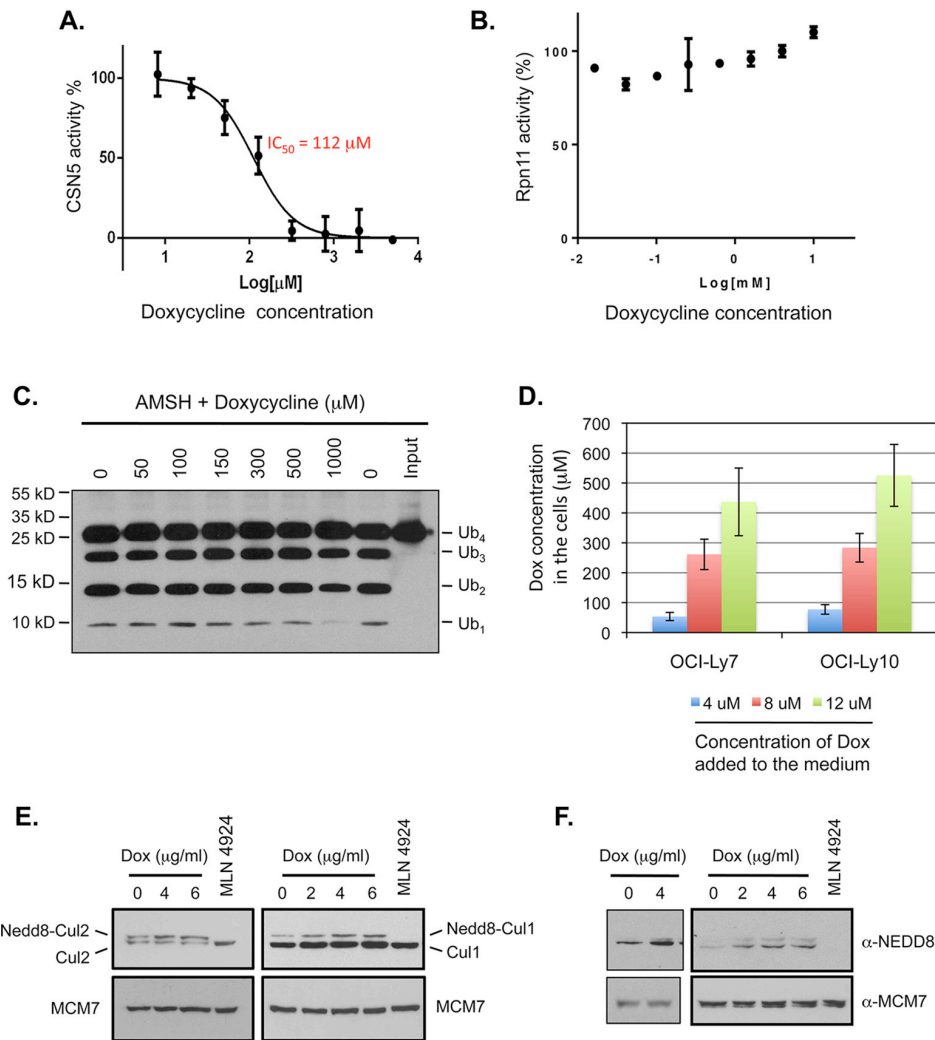 A.
CSN5 activity %
100
50
0
IC50 = 112 μM
1 2 3 4
Log[μM]
Doxycycline concentration
B.
Rpn11 activity (%)
100
0
-2 -1 0 1
Log[mM]
Doxycycline concentration
C.
AMSH + Doxycycline (μM)
0 50 100 150 300 500 1000 0 Input
55 kD
35 kD
25 kD
15 kD
10 kD
Ub4
Ub3
Ub2
Ub1
D.
Dox concentration
in the cells (μM)
700
600
500
400
300
200
100
0
OCI-Ly7 OCI-Ly10
4 uM 8 uM 12 uM
Concentration of Dox
added to the medium
E.
Dox (μg/ml) MLN 4924
0 4 6
Nedd8-Cul2
Cul2
MCM7
Dox (μg/ml) MLN 4924
0 2 4 6
Nedd8-Cul1
Cul1
MCM7
F.
Dox (μg/ml)
0 4
Dox (μg/ml) MLN 4924
0 2 4 6
α-NEDD8
α-MCM7